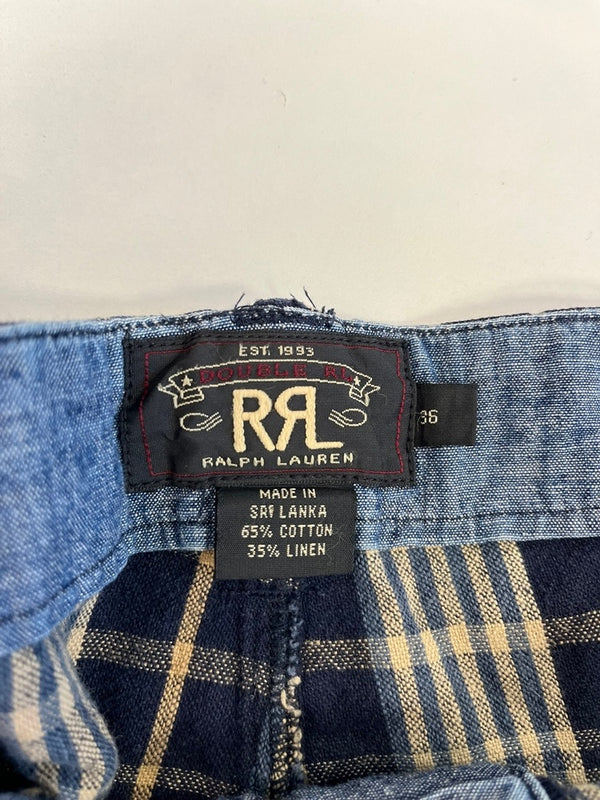 EST. 1993
DOUBLE RL
RRL
RALPH LAUREN
36
MADE IN
SRI LANKA
65% COTTON
35% LINEN